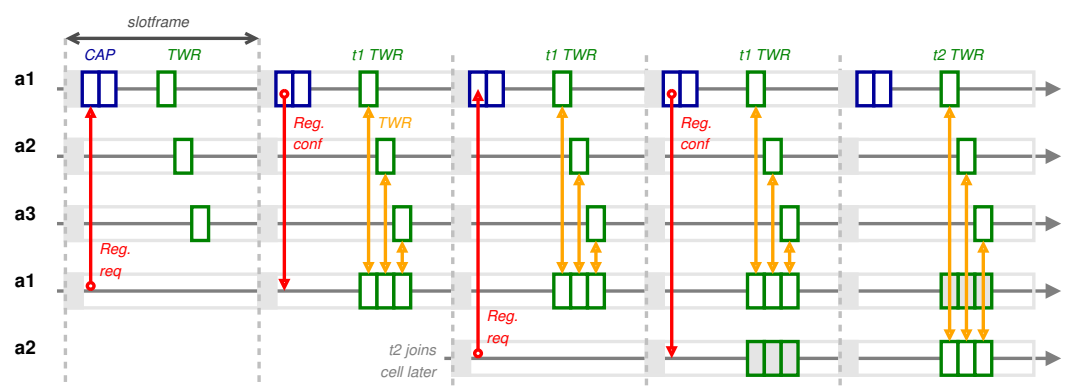 slotframe
CAP TWR t1 TWR t1 TWR t1 TWR t2 TWR
a1
Reg.
conf
TWR
Reg.
conf
a2
a3
Reg.
req
a1
Reg.
req
a2
t2 joins
cell later